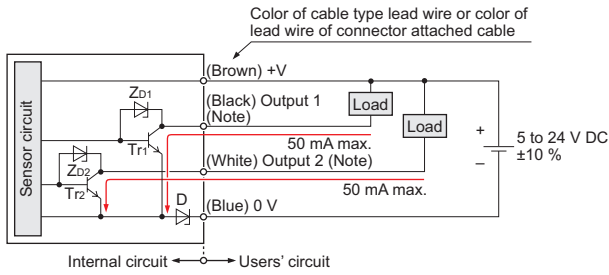 Color of cable type lead wire or color of
lead wire of connector attached cable
(Brown) +V
ZD1
(Black) Output 1
(Note)
Load
Load
Sensor circuit
Tr1
50 mA max.
+
5 to 24 V DC
±10 %
–
ZD2
(White) Output 2 (Note)
Tr2
50 mA max.
D
(Blue) 0 V
Internal circuit
Users' circuit